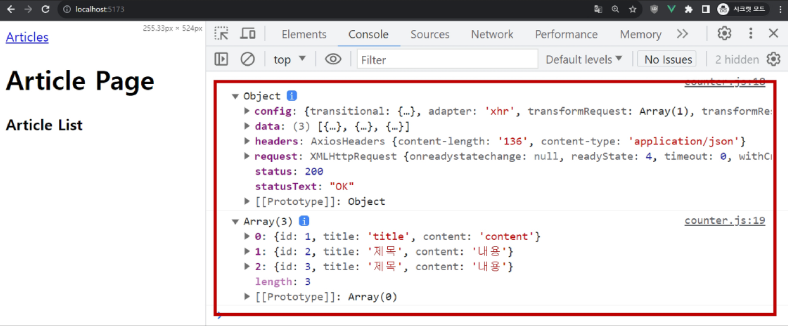 localhost:5173
시크릿 모드
255.33px × 524px
Articles
Article Page
Article List
Elements Console Sources Network Performance Memory
top Filter Default levels No Issues 2 hidden
counter.js:18
Object
config: {transitional: {…}, adapter: 'xhr', transformRequest: Array(1), transformRes
data: (3) [{…}, {…}, {…}]
headers: AxiosHeaders {content-length: '136', content-type: 'application/json'}
request: XMLHttpRequest {onreadystatechange: null, readyState: 4, timeout: 0, withCr
status: 200
statusText: "OK"
[[Prototype]]: Object
Array(3) counter.js:19
0: {id: 1, title: 'title', content: 'content'}
1: {id: 2, title: '제목', content: '내용'}
2: {id: 3, title: '제목', content: '내용'}
length: 3
[[Prototype]]: Array(0)